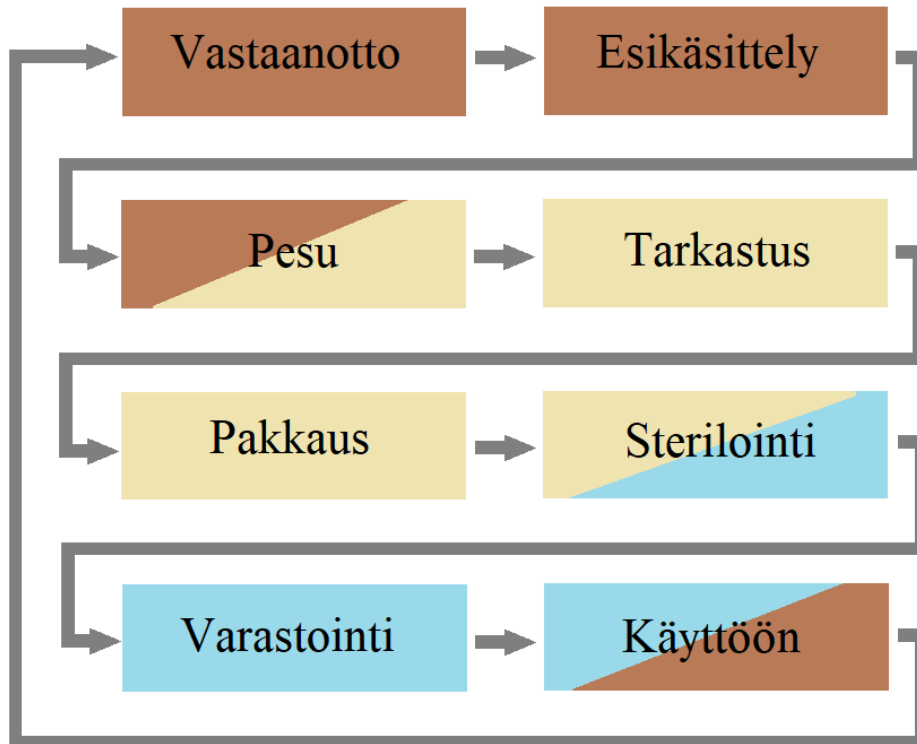 Vastaanotto
Esikäsittely
Pesu
Tarkastus
Pakkaus
Sterilointi
Varastointi
Käyttöön